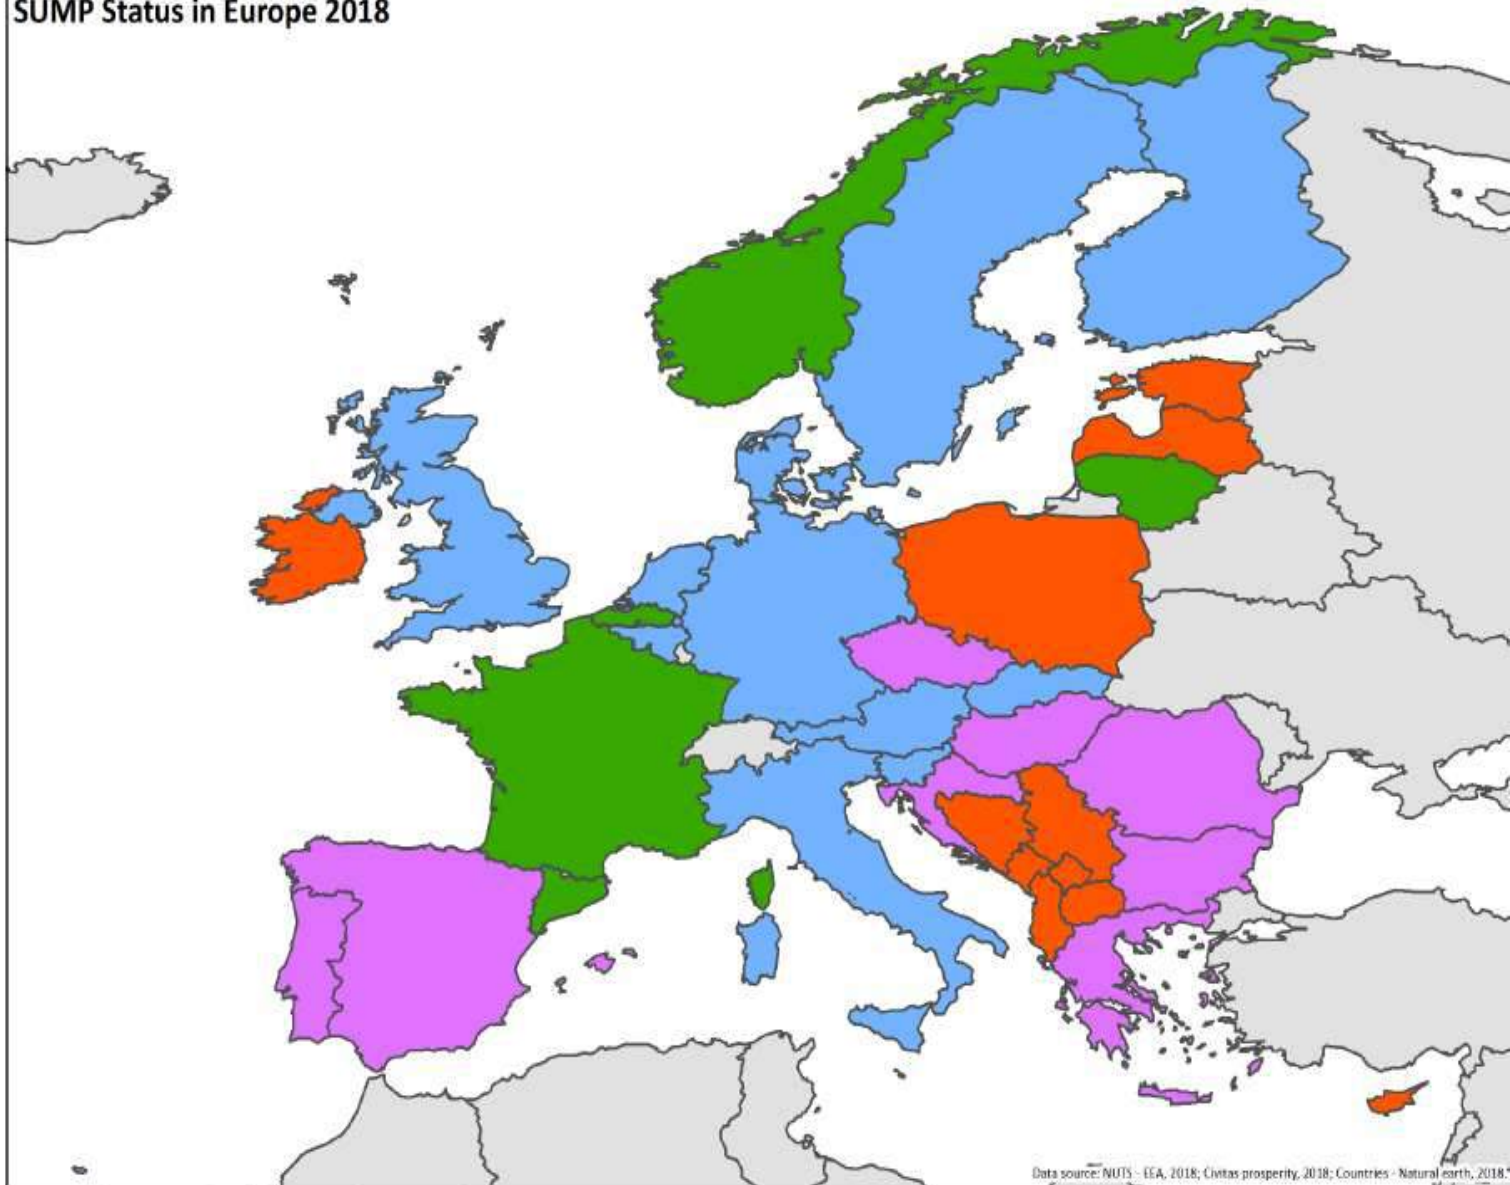 SUMP Status in Europe 2018
Data source: NUTS - EEA, 2018; Civitas prosperity, 2018; Countries - Natural earth, 2018.